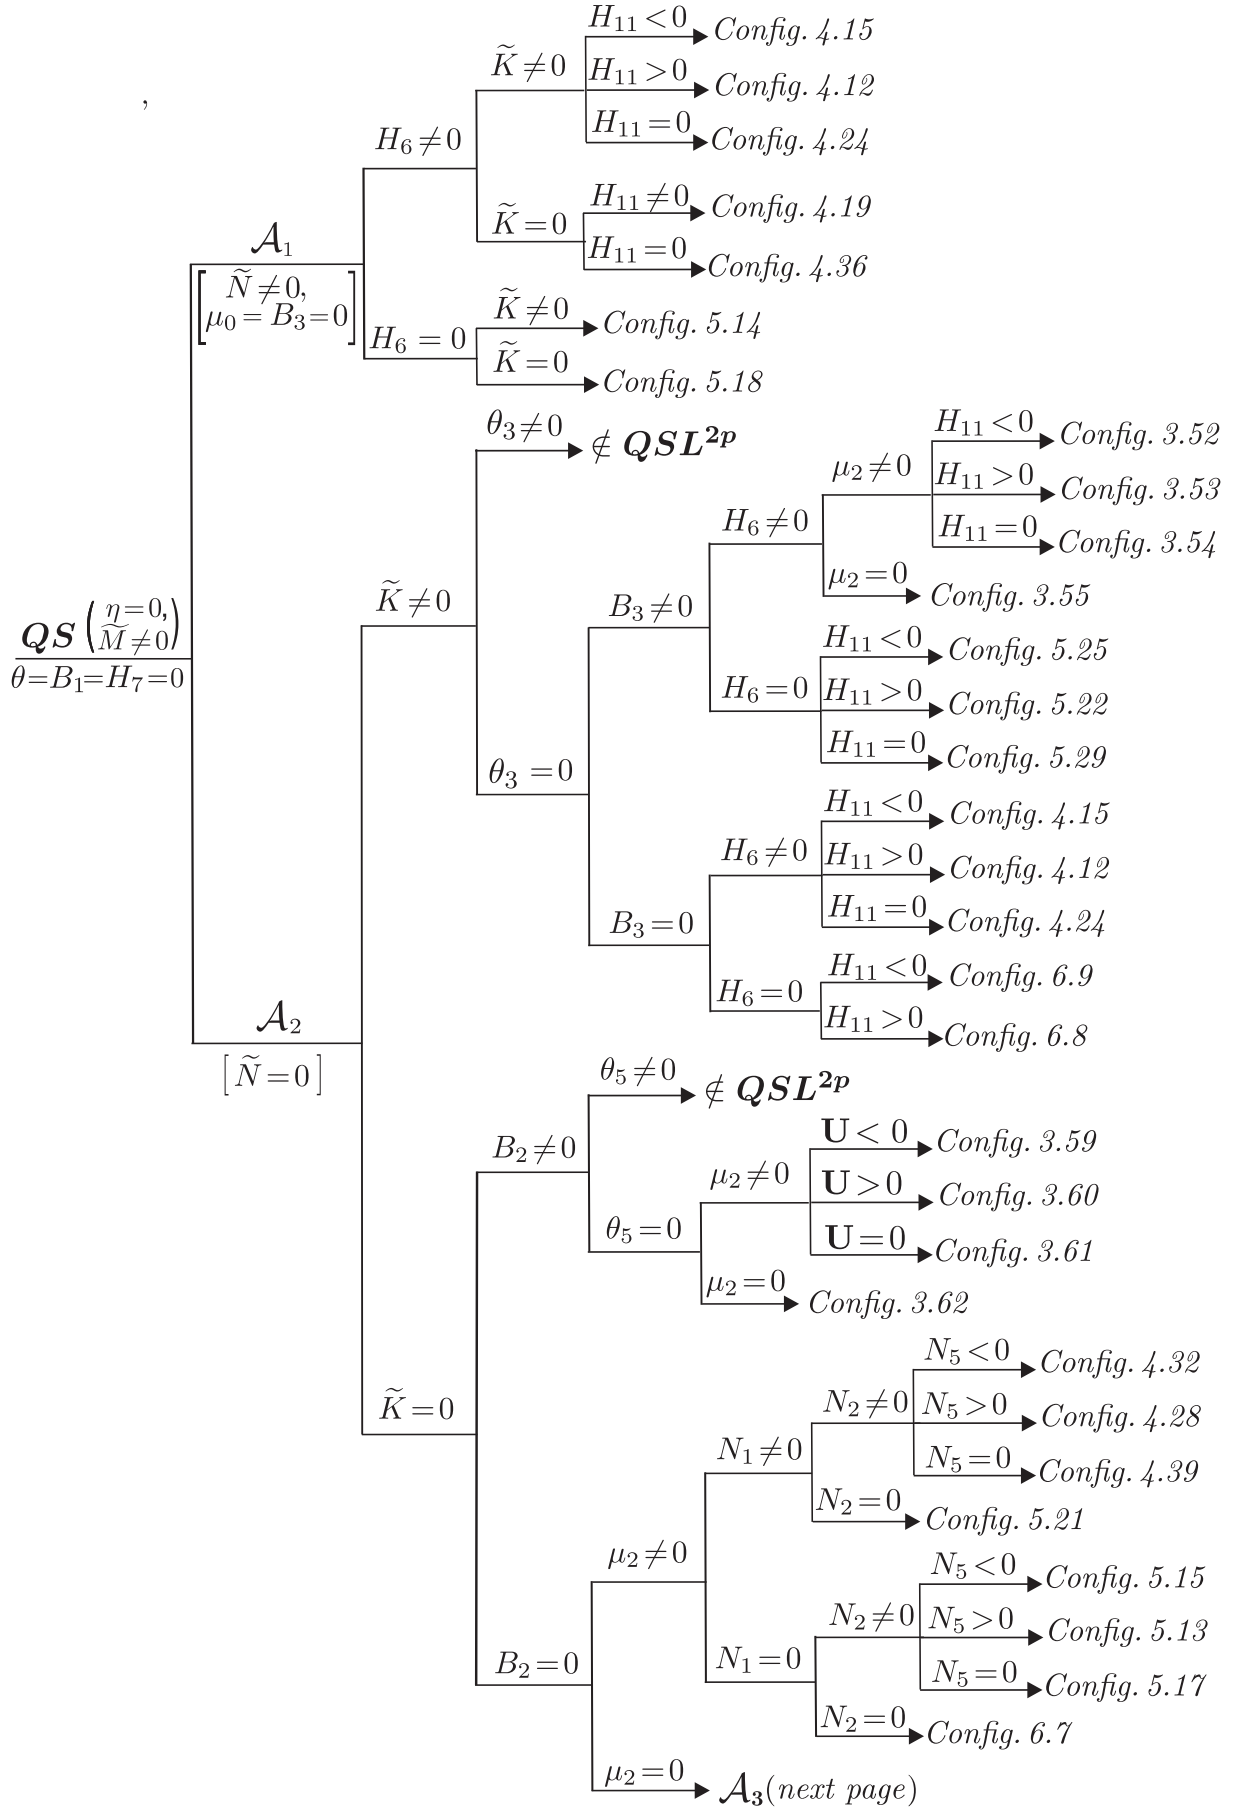 H₁₁ < 0 Config. 4.15
K̃ ≠ 0 H₁₁ > 0 Config. 4.12
,
H₁₁ = 0 Config. 4.24
H₆ ≠ 0
H₁₁ ≠ 0 Config. 4.19
K̃ = 0
H₁₁ = 0 Config. 4.36
𝒜₁
[Ñ ≠ 0,
μ₀ = B₃ = 0]
K̃ ≠ 0 Config. 5.14
H₆ = 0
K̃ = 0 Config. 5.18
θ₃ ≠ 0 ∉ QSL²ᵖ
H₁₁ < 0 Config. 3.52
μ₂ ≠ 0 H₁₁ > 0 Config. 3.53
H₁₁ = 0 Config. 3.54
H₆ ≠ 0
μ₂ = 0 Config. 3.55
K̃ ≠ 0
B₃ ≠ 0
QS (η = 0,
M̃ ≠ 0)
θ = B₁ = H₇ = 0
H₁₁ < 0 Config. 5.25
H₆ = 0 H₁₁ > 0 Config. 5.22
H₁₁ = 0 Config. 5.29
θ₃ = 0
H₁₁ < 0 Config. 4.15
H₆ ≠ 0 H₁₁ > 0 Config. 4.12
H₁₁ = 0 Config. 4.24
B₃ = 0
H₁₁ < 0 Config. 6.9
H₆ = 0
H₁₁ > 0 Config. 6.8
𝒜₂
[Ñ = 0]
θ₅ ≠ 0 ∉ QSL²ᵖ
B₂ ≠ 0
U < 0 Config. 3.59
μ₂ ≠ 0 U > 0 Config. 3.60
U = 0 Config. 3.61
θ₅ = 0
μ₂ = 0 Config. 3.62
K̃ = 0
N₅ < 0 Config. 4.32
N₂ ≠ 0 N₅ > 0 Config. 4.28
N₅ = 0 Config. 4.39
N₁ ≠ 0
N₂ = 0 Config. 5.21
μ₂ ≠ 0
N₅ < 0 Config. 5.15
N₂ ≠ 0 N₅ > 0 Config. 5.13
N₅ = 0 Config. 5.17
N₁ = 0
N₂ = 0 Config. 6.7
B₂ = 0
μ₂ = 0 𝒜₃(next page)